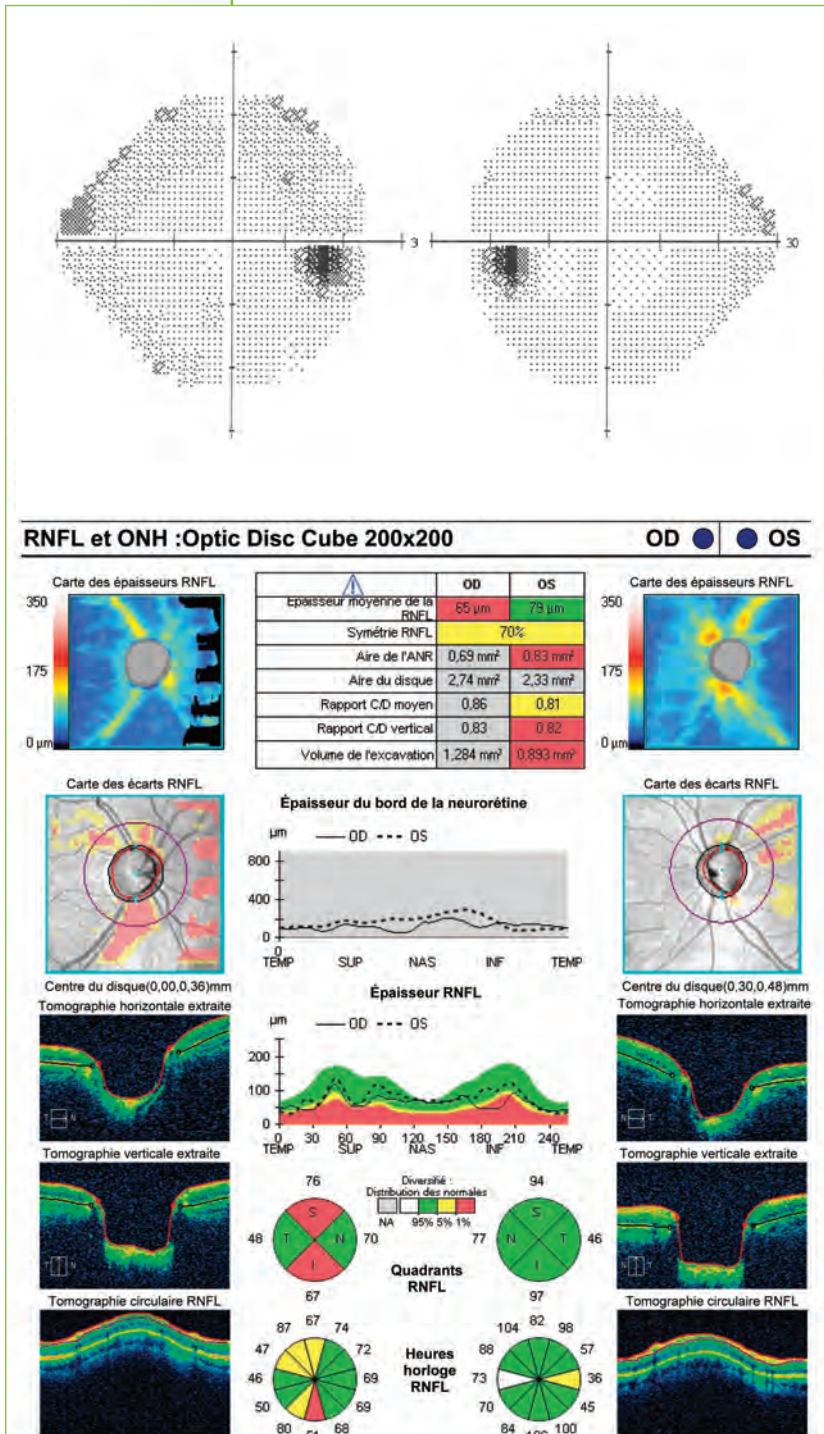 3
30
RNFL et ONH :Optic Disc Cube 200x200 OD OS
Carte des épaisseurs RNFL
350
175
0 µm
OD OS
Epaisseur moyenne de la RNFL 65 µm 79 µm
Symétrie RNFL 70%
Aire de l'ANR 0,69 mm² 0,83 mm²
Aire du disque 2,74 mm² 2,33 mm²
Rapport C/D moyen 0,86 0,81
Rapport C/D vertical 0,83 0,82
Volume de l'excavation 1,284 mm³ 0,893 mm³
Carte des épaisseurs RNFL
350
175
0 µm
Carte des écarts RNFL
Centre du disque(0,00,0,36)mm
Épaisseur du bord de la neurorétine
µm OD OS
800
400
0
0
TEMP SUP NAS INF TEMP
Carte des écarts RNFL
Centre du disque(0,30,0.48)mm
Tomographie horizontale extraite
T N
Épaisseur RNFL
µm OD OS
200
100
0
0 30 60 90 120 150 180 210 240
TEMP SUP NAS INF TEMP
Tomographie horizontale extraite
N T
Tomographie verticale extraite
T N
76
48 S T N I 70
67
Diversifié :
Distribution des normales
NA 95% 5% 1%
Quadrants
RNFL
94
77 S N T I 46
97
Tomographie verticale extraite
N T
Tomographie circulaire RNFL
87 67 74
47 72
46 69
50 69
80 68
Heures
horloge
RNFL
104 82 98
88 57
73 36
70 45
84 100
Tomographie circulaire RNFL